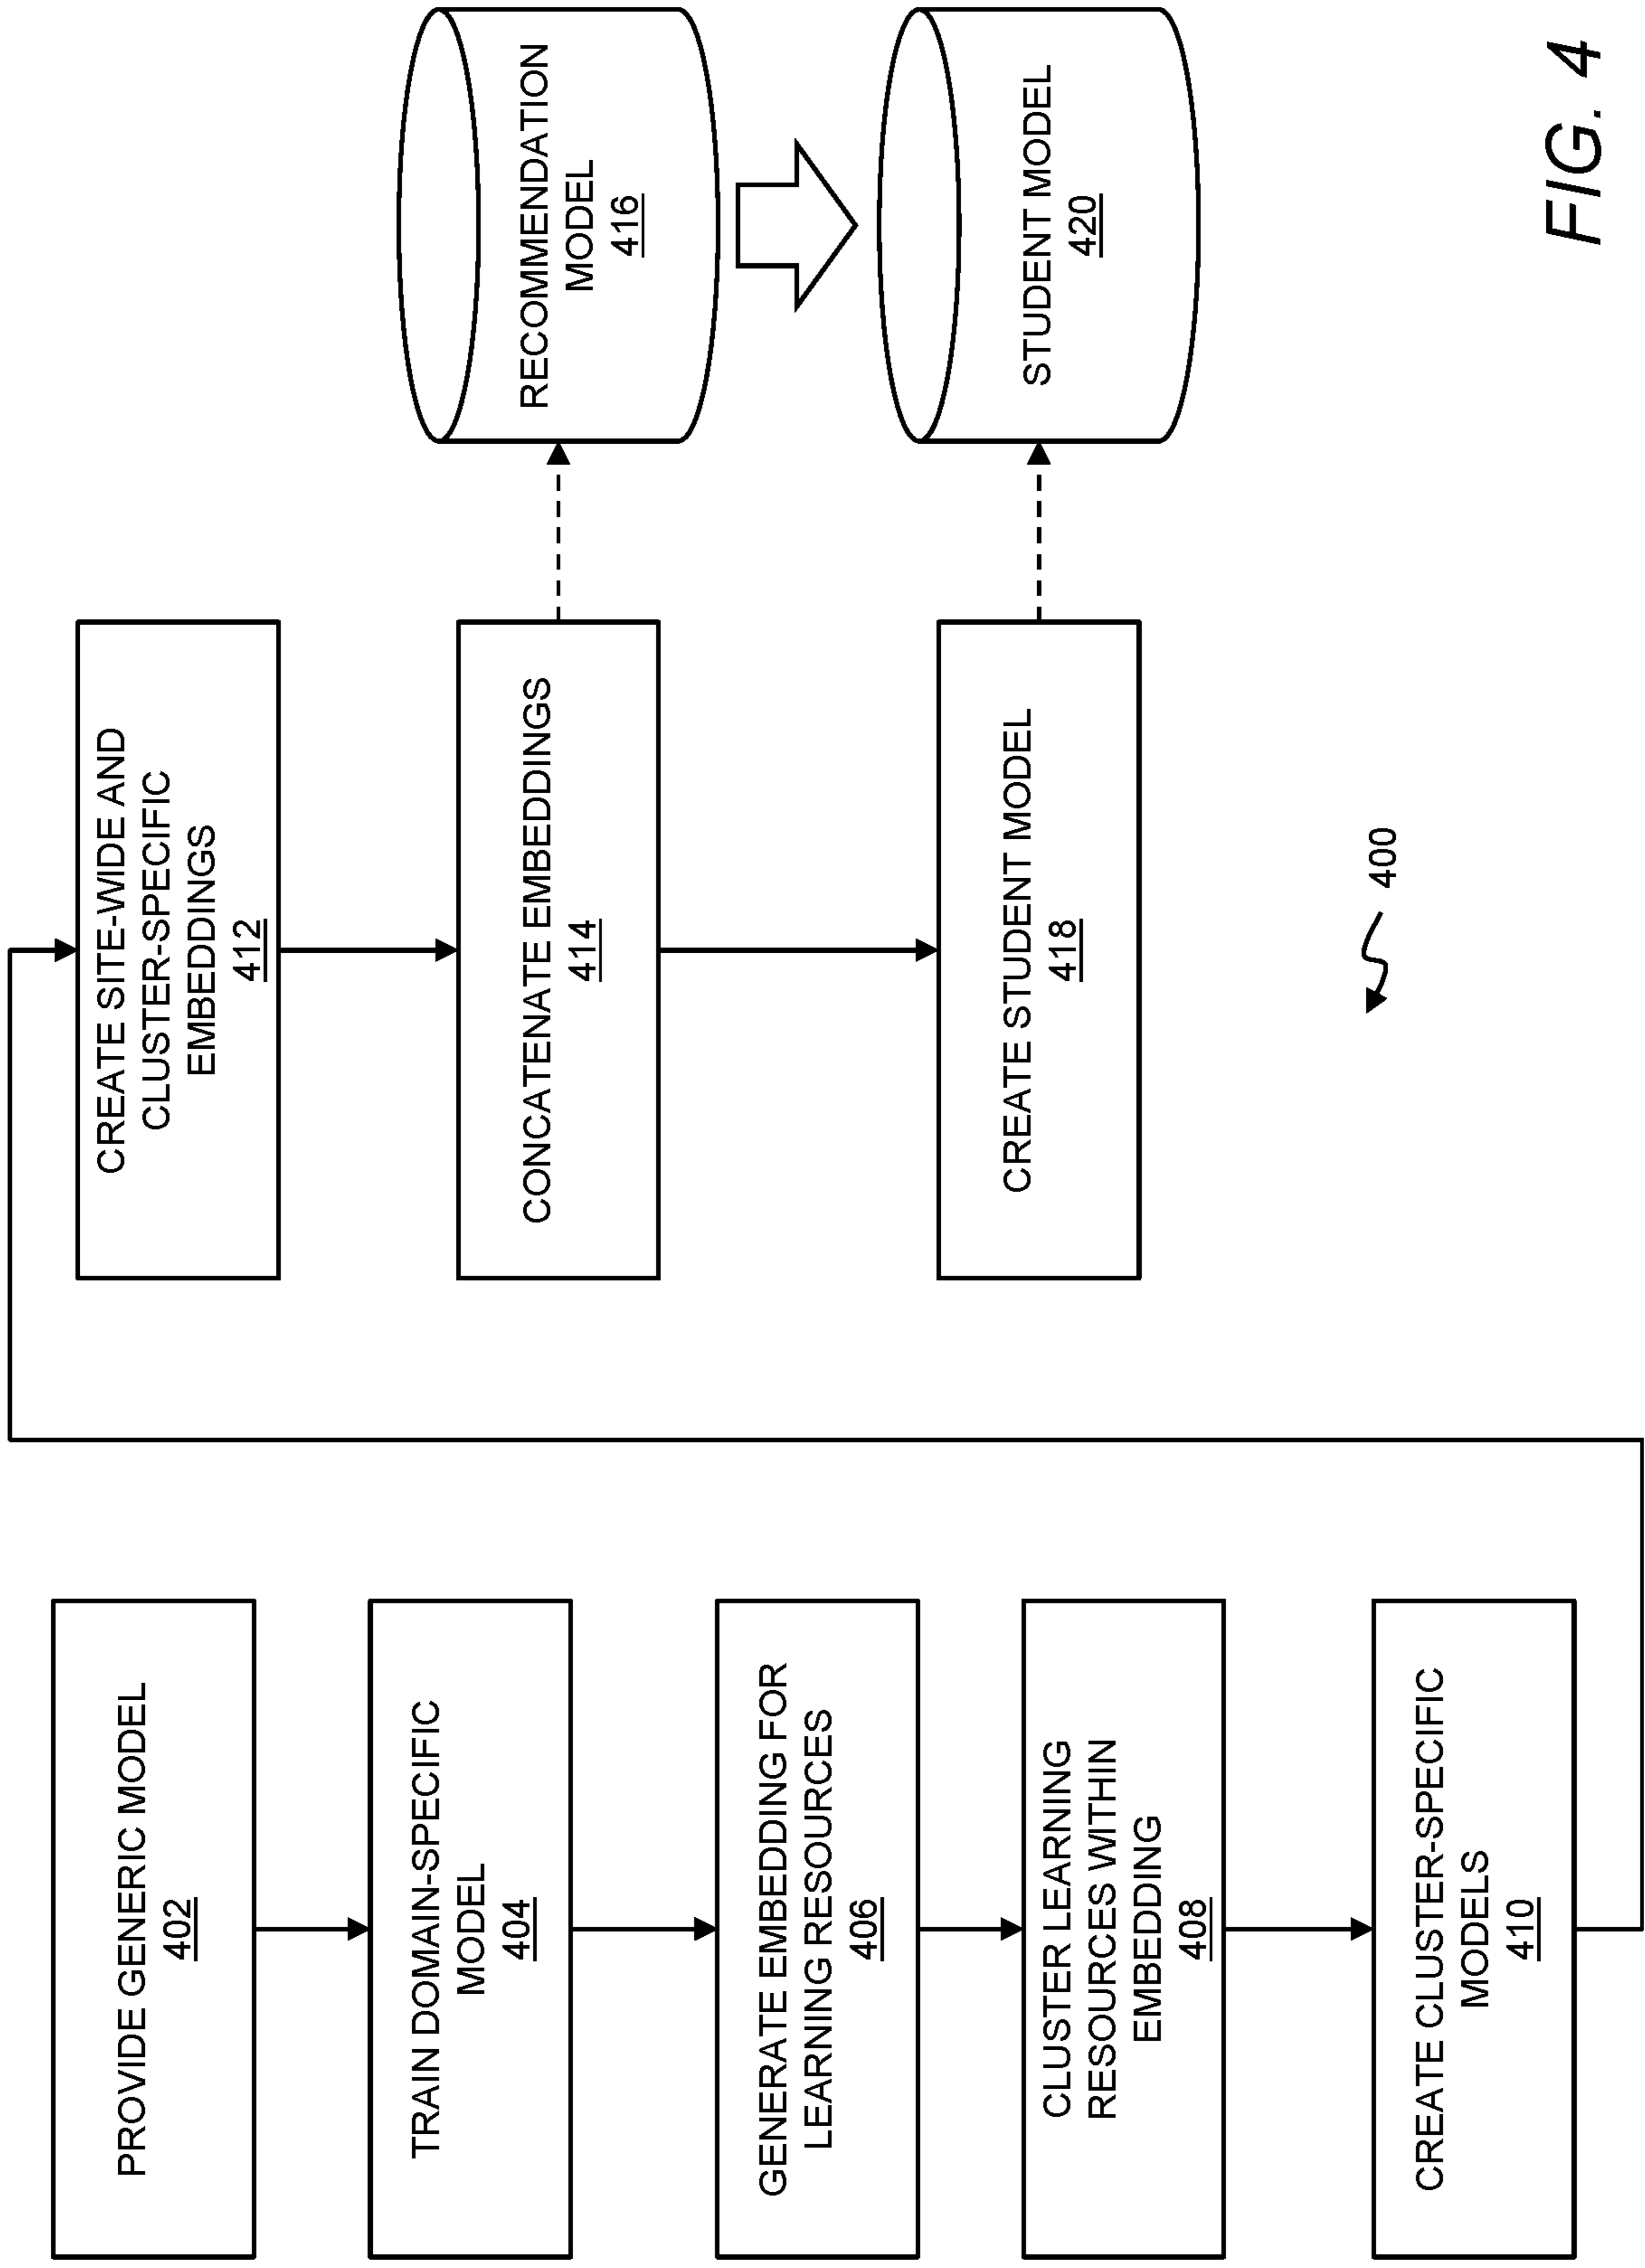 PROVIDE GENERIC MODEL
402
TRAIN DOMAIN-SPECIFIC
MODEL
404
GENERATE EMBEDDING FOR
LEARNING RESOURCES
406
CLUSTER LEARNING
RESOURCES WITHIN
EMBEDDING
408
CREATE CLUSTER-SPECIFIC
MODELS
410
CREATE SITE-WIDE AND
CLUSTER-SPECIFIC
EMBEDDINGS
412
CONCATENATE EMBEDDINGS
414
RECOMMENDATION
MODEL
416
CREATE STUDENT MODEL
418
STUDENT MODEL
420
400
FIG. 4